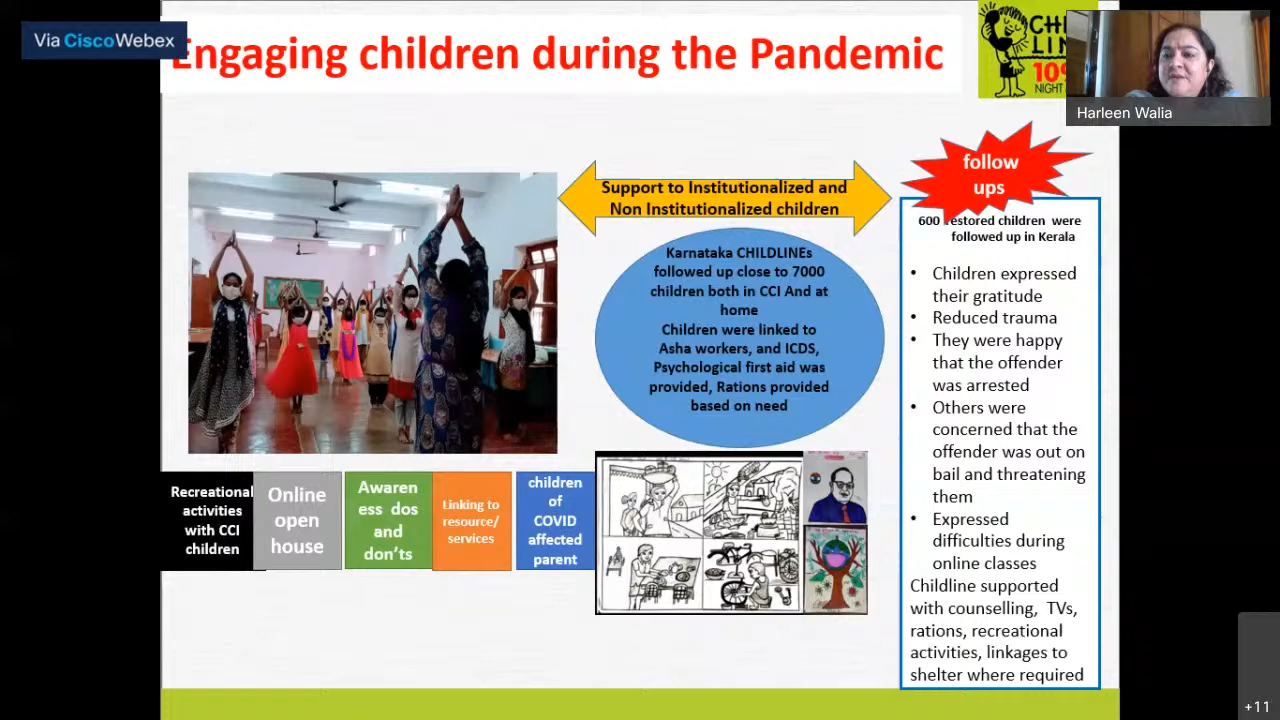 Via CiscoWebex
Engaging children during the Pandemic
NIGHT
Harleen Walia
Support to Institutionalized and
Non Institutionalized children
follow
ups
Karnataka CHILDLINEs
followed up close to 7000
children both in CCI And at
home
Children were linked to
Asha workers, and ICDS,
Psychological first aid was
provided, Rations provided
based on need
600 restored children were
followed up in Kerala
• Children expressed
their gratitude
• Reduced trauma
• They were happy
that the offender
was arrested
• Others were
concerned that the
offender was out on
bail and threatening
them
• Expressed
difficulties during
online classes
Childline supported
with counselling, TVs,
rations, recreational
activities, linkages to
shelter where required
Recreational
activities
with CCI
children
Online
open
house
Awaren
ess dos
and
don'ts
Linking to
resource/
services
children
of
COVID
affected
parent
+11